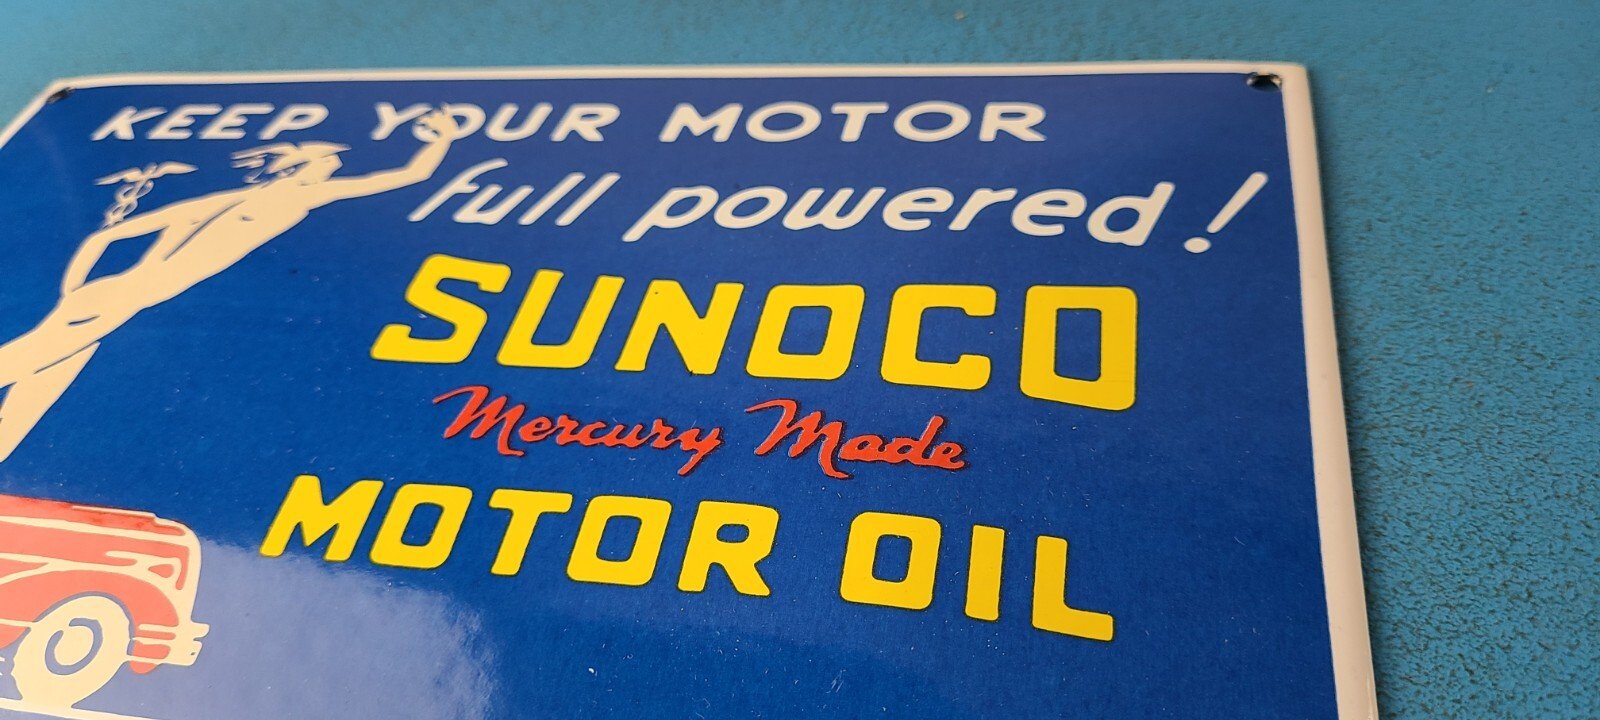 KEEP YOUR MOTOR
full powered!
SUNOCO
Mercury Made
MOTOR OIL